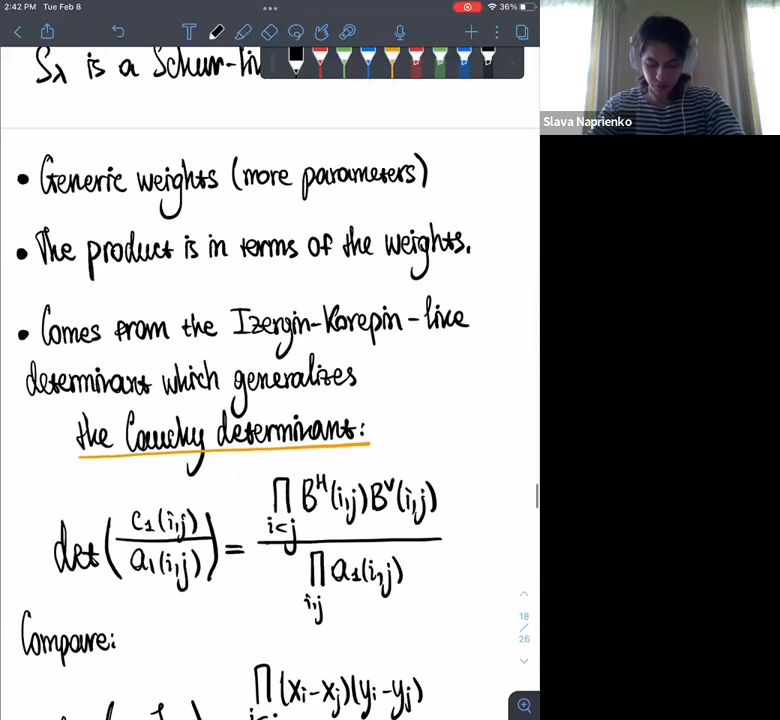 2:42 PM Tue Feb 8
36%
Sλ is a Schur-li
Slava Naprienko
• Generic weights (more parameters)
• The product is in terms of the weights.
• Comes from the Izergin-Korepin-like
determinant which generalizes
the Cauchy determinant:
det(c₁(i,j)/a₁(i,j)) = ∏_{i<j} B^H(i,j)B^V(i,j) / ∏_{i,j} a₁(i,j)
18
/
26
Compare:
∏(xᵢ-xⱼ)(yᵢ-yⱼ)